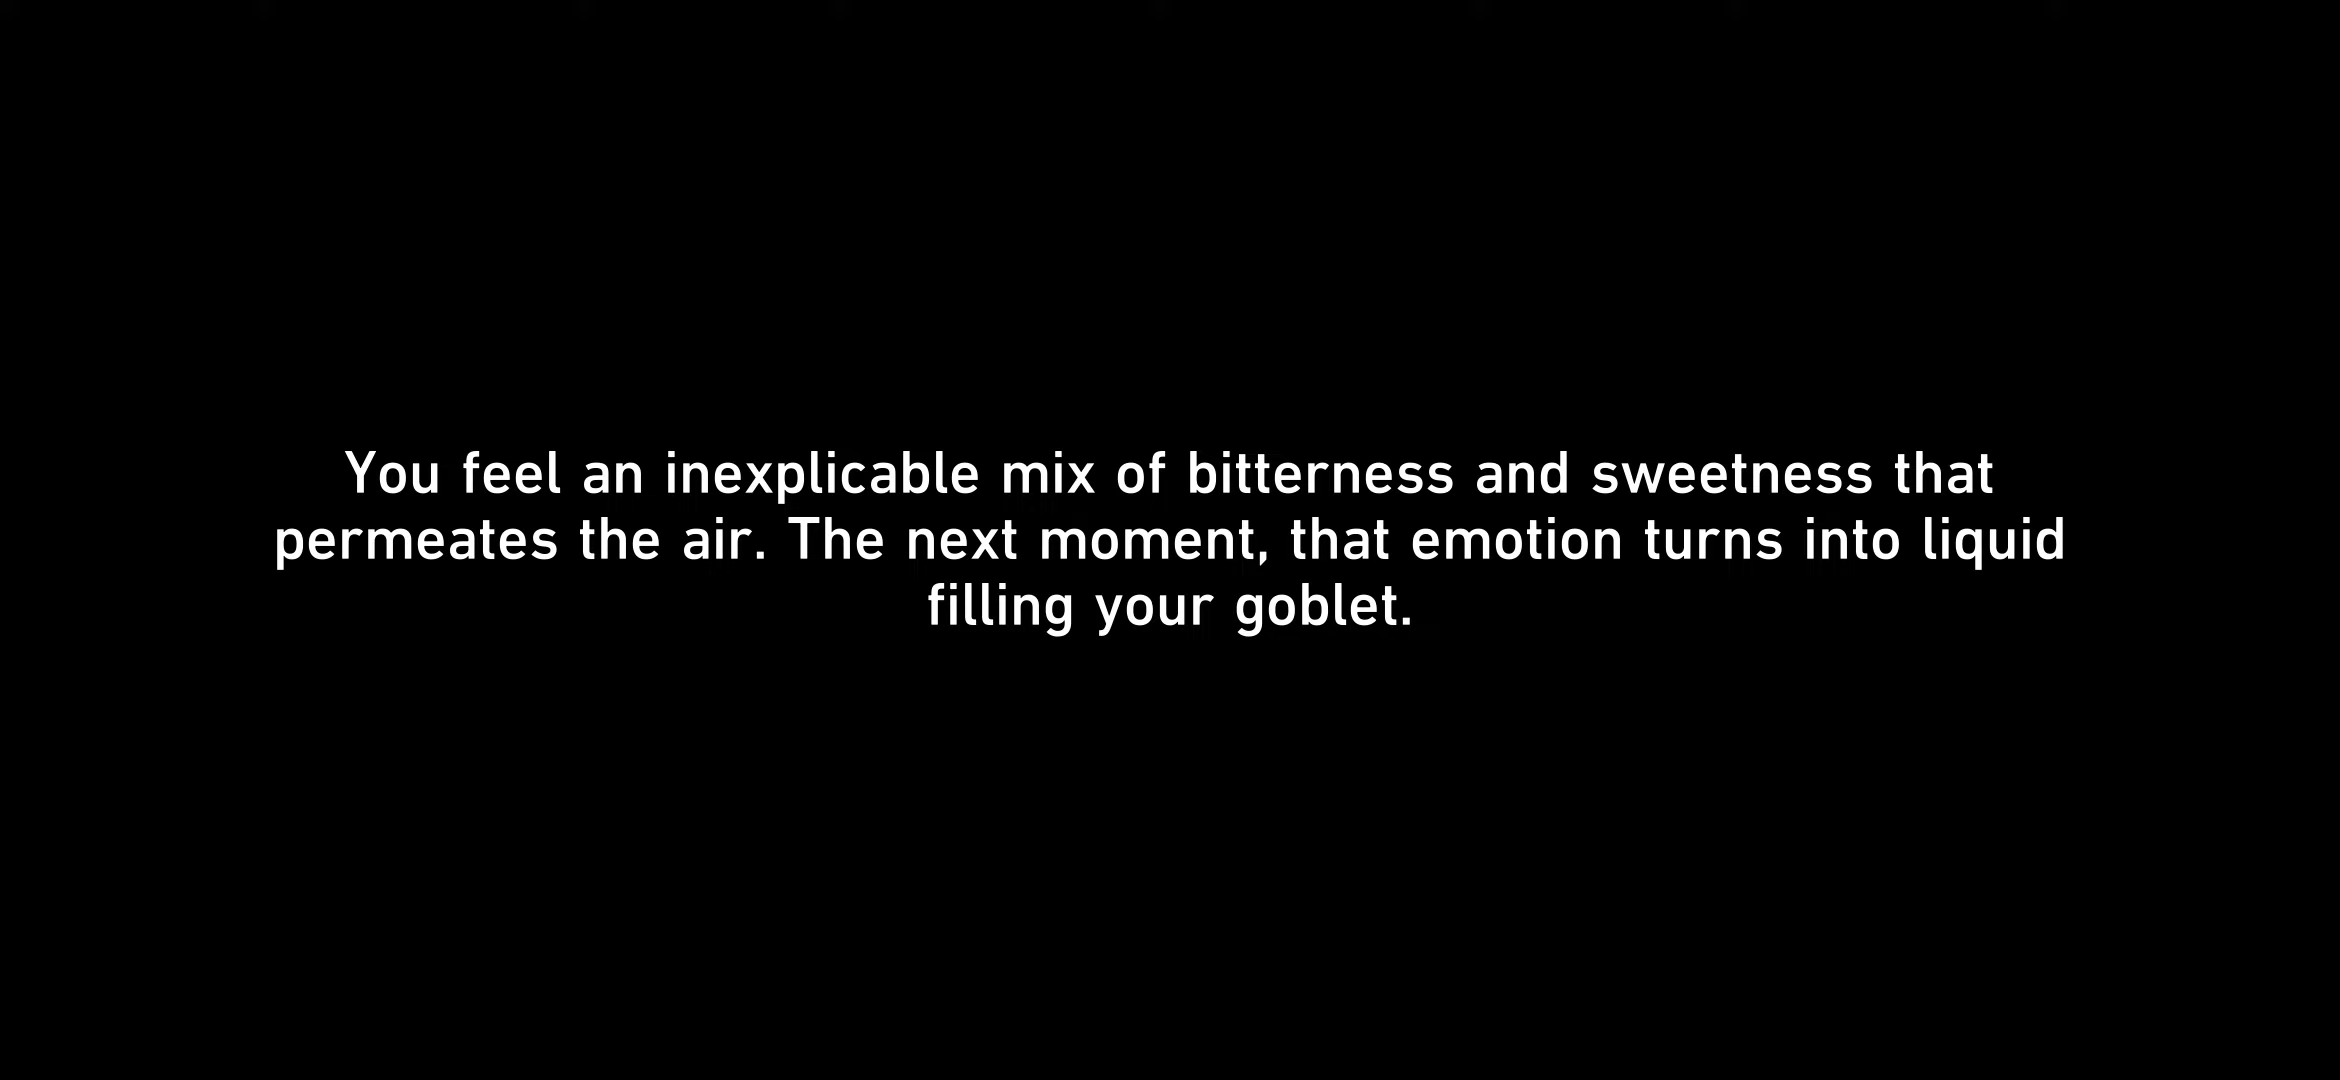 You feel an inexplicable mix of bitterness and sweetness that
permeates the air. The next moment, that emotion turns into liquid
filling your goblet.